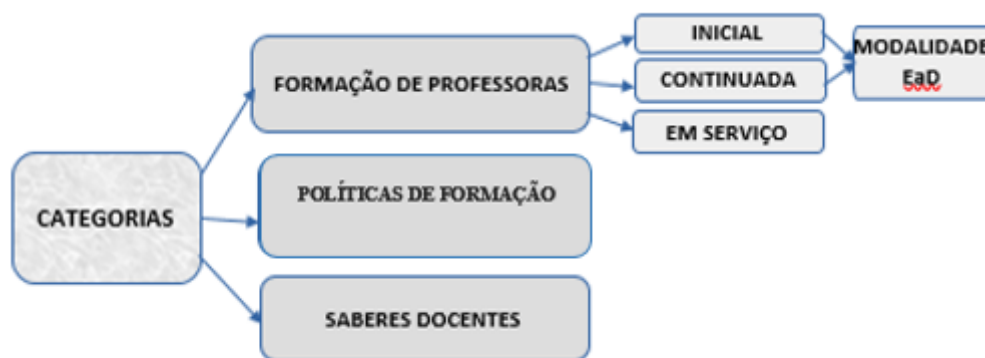 CATEGORIAS
FORMAÇÃO DE PROFESSORAS
INICIAL
CONTINUADA
EM SERVIÇO
MODALIDADE
EaD
POLÍTICAS DE FORMAÇÃO
SABERES DOCENTES